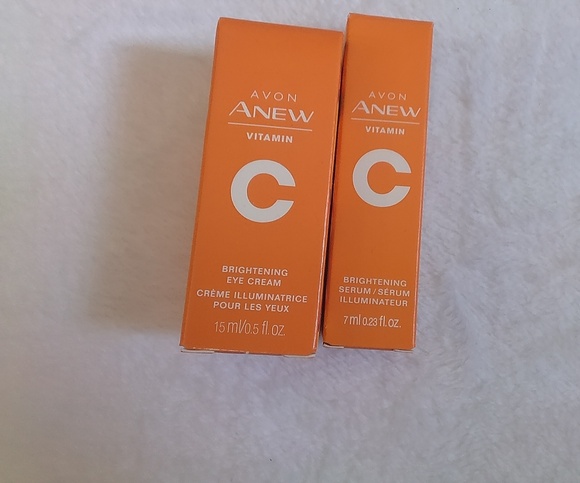 AVON
ANEW
VITAMIN
C
BRIGHTENING
EYE CREAM
CRÈME ILLUMINATRICE
POUR LES YEUX
15 ml/0.5 fl. oz.
AVON
ANEW
VITAMIN
C
BRIGHTENING
SERUM / SÉRUM
ILLUMINATEUR
7 ml 0.23 fl. oz.